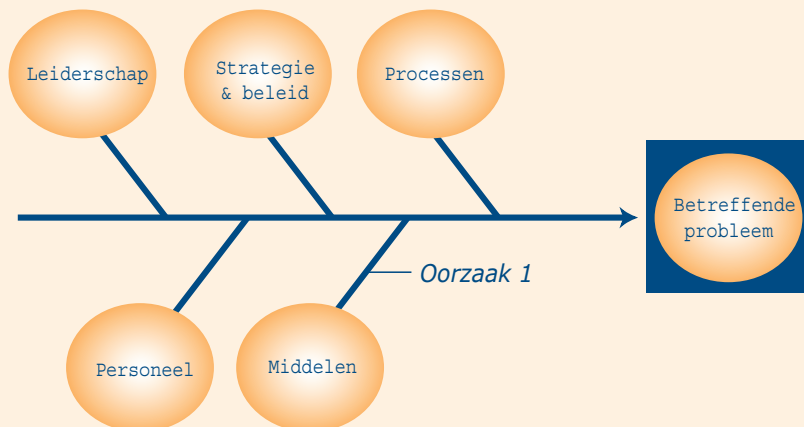 Leiderschap
Strategie
& beleid
Processen
Betreffende
probleem
Oorzaak 1
Personeel
Middelen